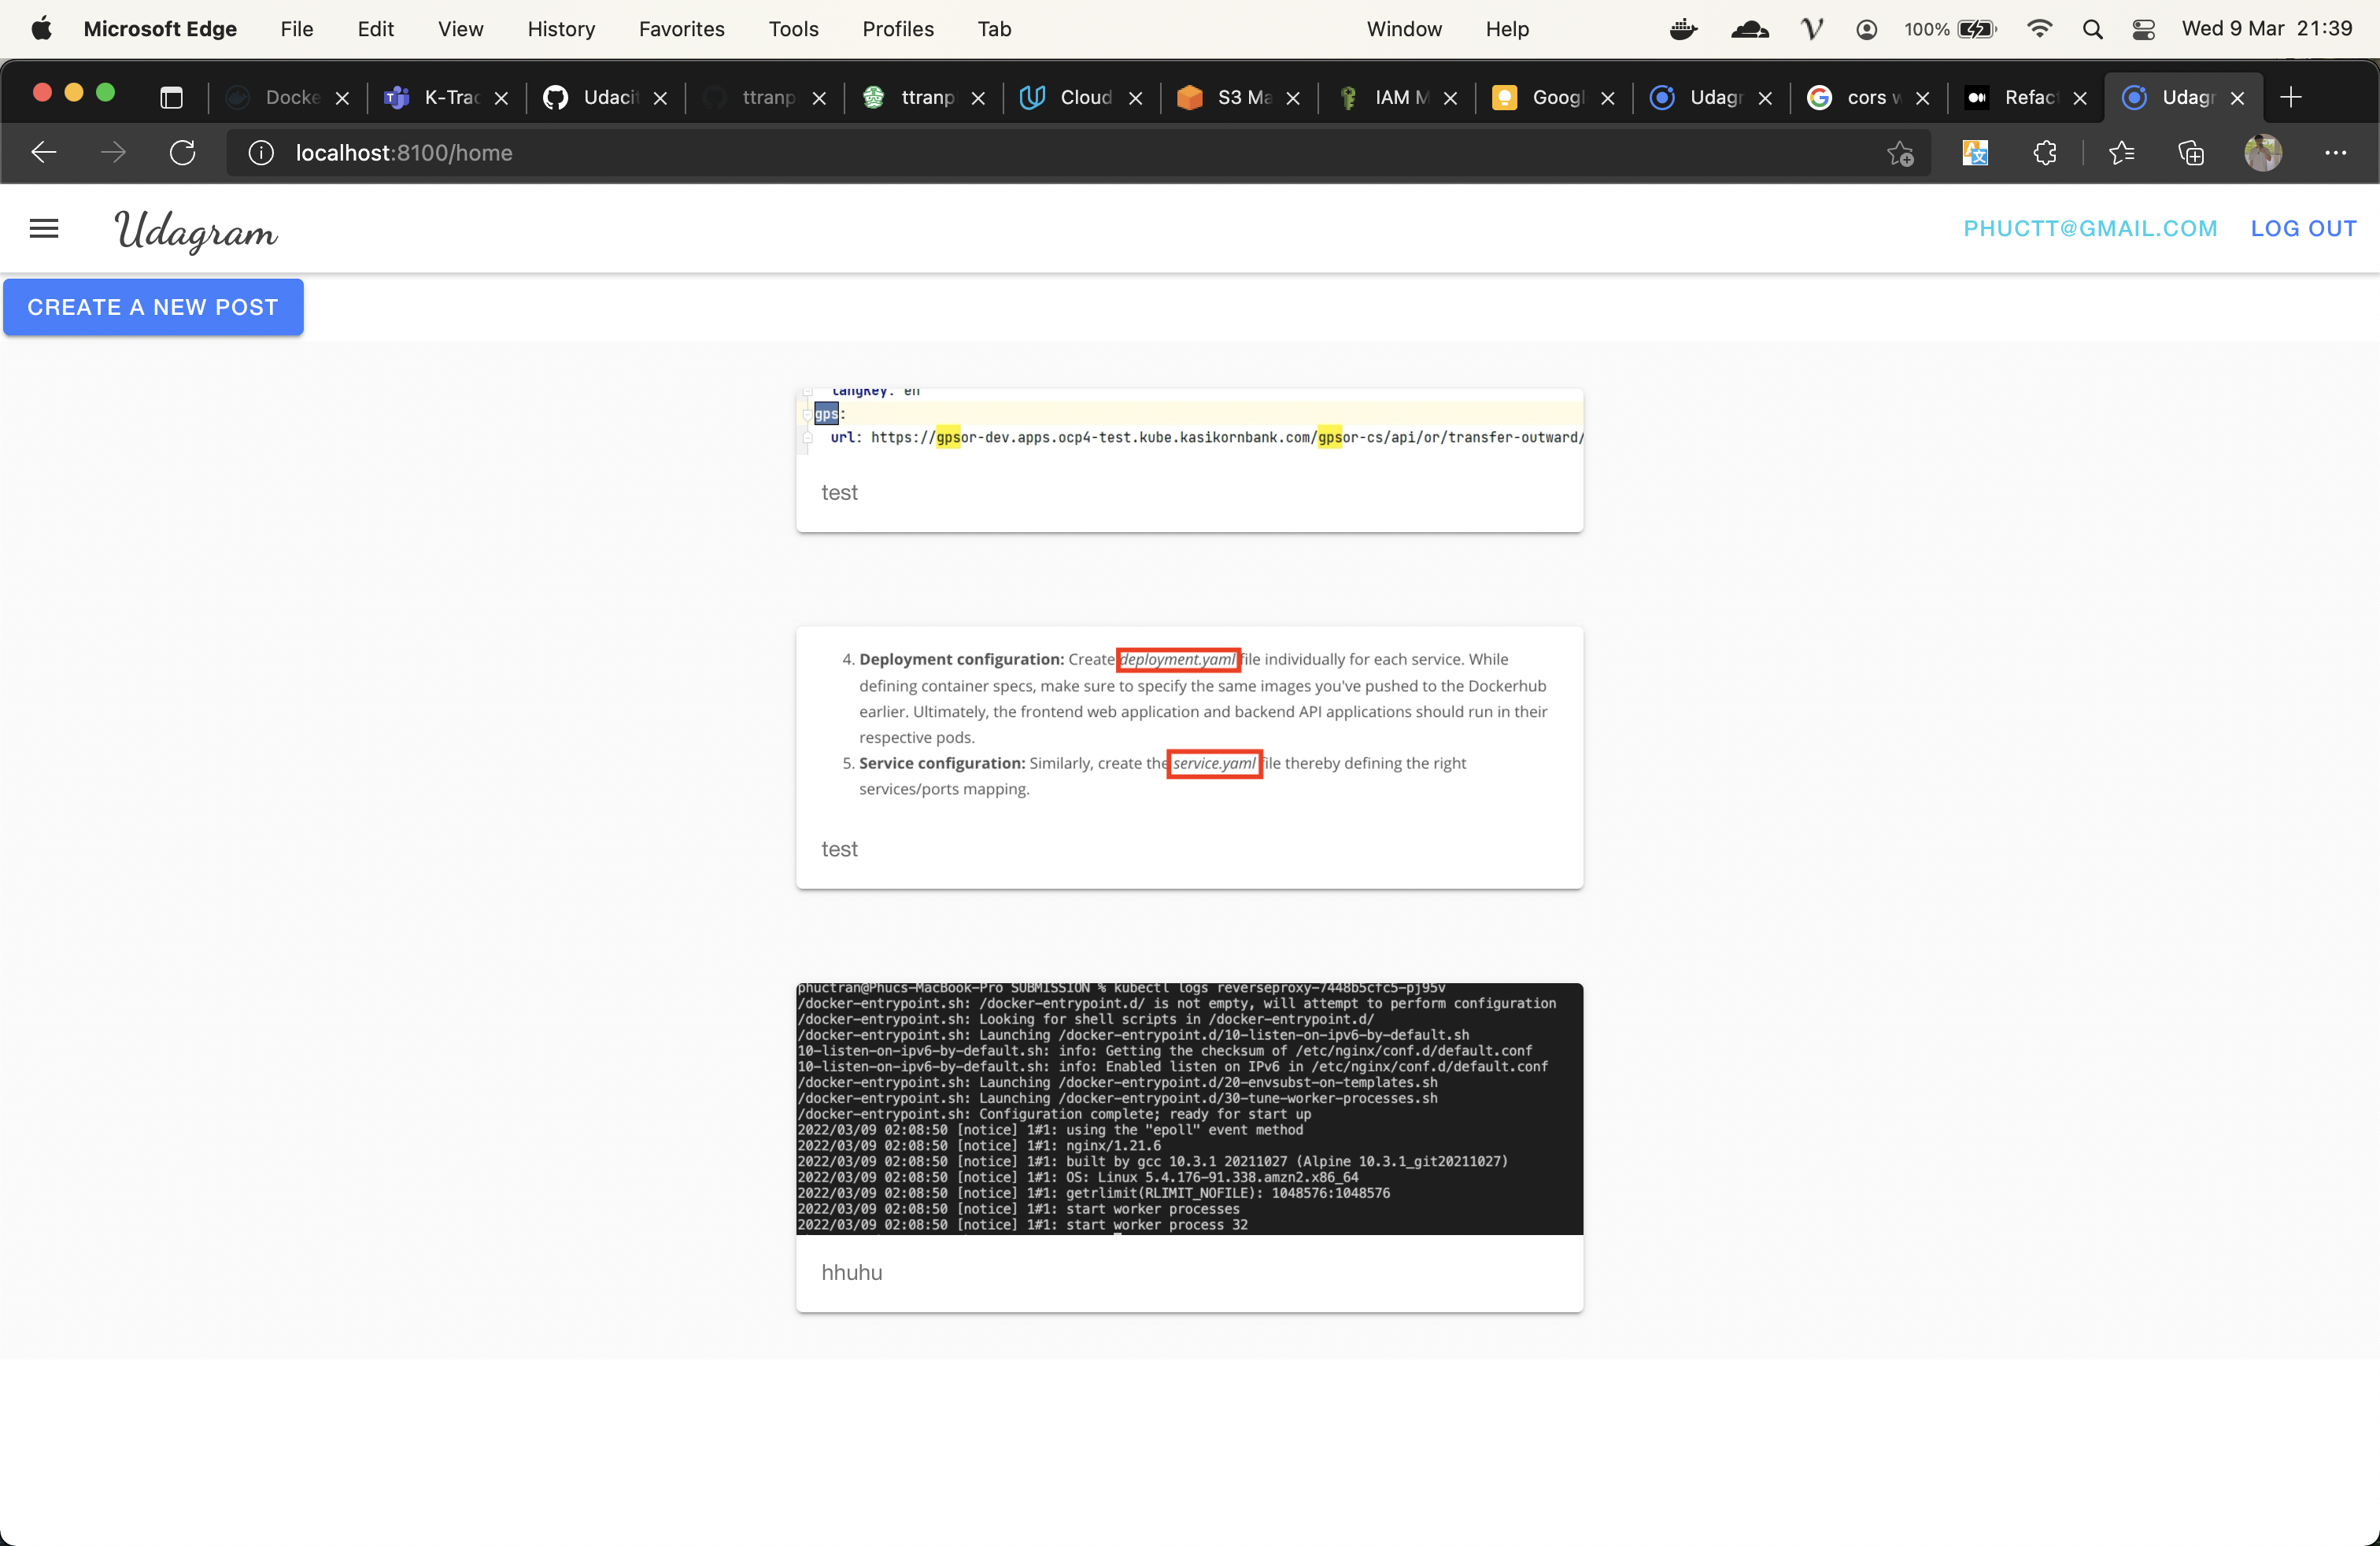 Microsoft Edge File Edit View History Favorites Tools Profiles Tab Window Help 100% Wed 9 Mar 21:39
Docke K-Trac Udacit ttranp ttranp Cloud S3 Ma IAM M Googl Udagr cors w Refac Udagr
localhost:8100/home
Udagram PHUCTT@GMAIL.COM LOG OUT
CREATE A NEW POST
langKey: en
gps:
url: https://gpsor-dev.apps.ocp4-test.kube.kasikornbank.com/gpsor-cs/api/or/transfer-outward/
test
4. Deployment configuration: Create deployment.yaml file individually for each service. While
defining container specs, make sure to specify the same images you've pushed to the Dockerhub
earlier. Ultimately, the frontend web application and backend API applications should run in their
respective pods.
5. Service configuration: Similarly, create the service.yaml file thereby defining the right
services/ports mapping.
test
phuctran@Phucs-MacBook-Pro SUBMISSION % kubectl logs reverseproxy-7448b5cfc5-pj95v
/docker-entrypoint.sh: /docker-entrypoint.d/ is not empty, will attempt to perform configuration
/docker-entrypoint.sh: Looking for shell scripts in /docker-entrypoint.d/
/docker-entrypoint.sh: Launching /docker-entrypoint.d/10-listen-on-ipv6-by-default.sh
10-listen-on-ipv6-by-default.sh: info: Getting the checksum of /etc/nginx/conf.d/default.conf
10-listen-on-ipv6-by-default.sh: info: Enabled listen on IPv6 in /etc/nginx/conf.d/default.conf
/docker-entrypoint.sh: Launching /docker-entrypoint.d/20-envsubst-on-templates.sh
/docker-entrypoint.sh: Launching /docker-entrypoint.d/30-tune-worker-processes.sh
/docker-entrypoint.sh: Configuration complete; ready for start up
2022/03/09 02:08:50 [notice] 1#1: using the "epoll" event method
2022/03/09 02:08:50 [notice] 1#1: nginx/1.21.6
2022/03/09 02:08:50 [notice] 1#1: built by gcc 10.3.1 20211027 (Alpine 10.3.1_git20211027)
2022/03/09 02:08:50 [notice] 1#1: OS: Linux 5.4.176-91.338.amzn2.x86_64
2022/03/09 02:08:50 [notice] 1#1: getrlimit(RLIMIT_NOFILE): 1048576:1048576
2022/03/09 02:08:50 [notice] 1#1: start worker processes
2022/03/09 02:08:50 [notice] 1#1: start worker process 32
hhuhu